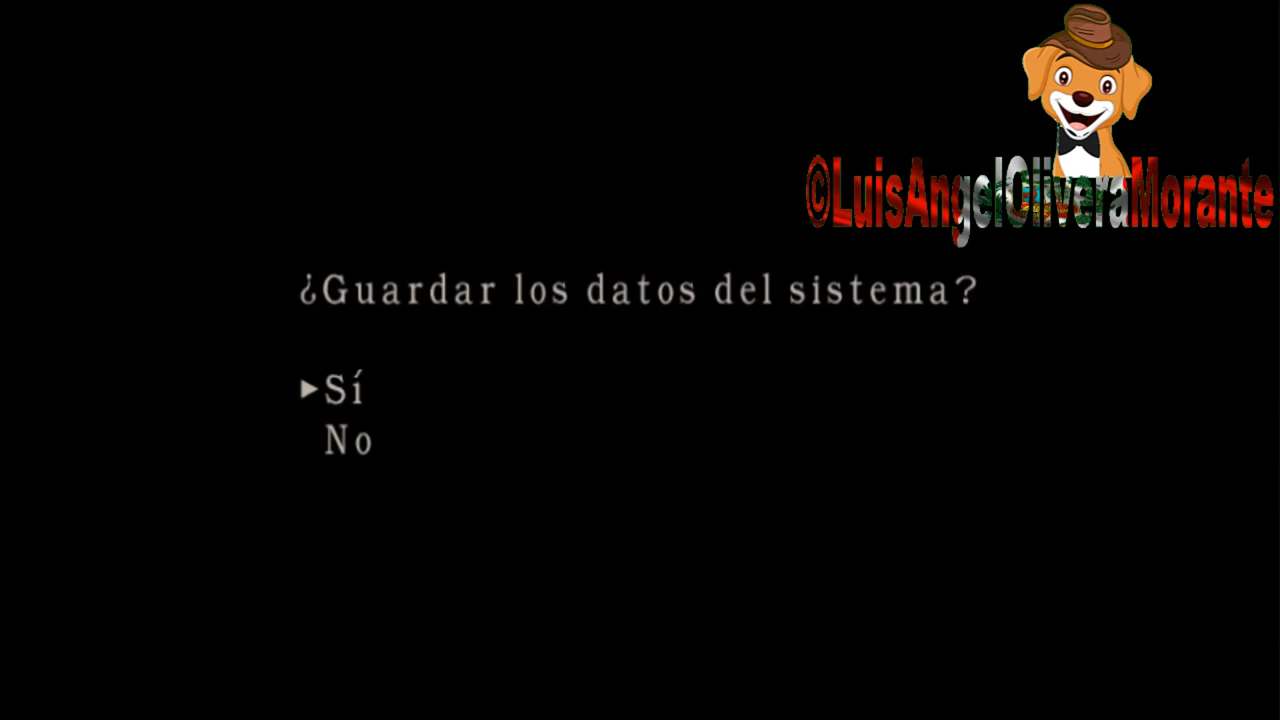 ©LuisAngelOliveraMorante
¿Guardar los datos del sistema?
►Sí
No